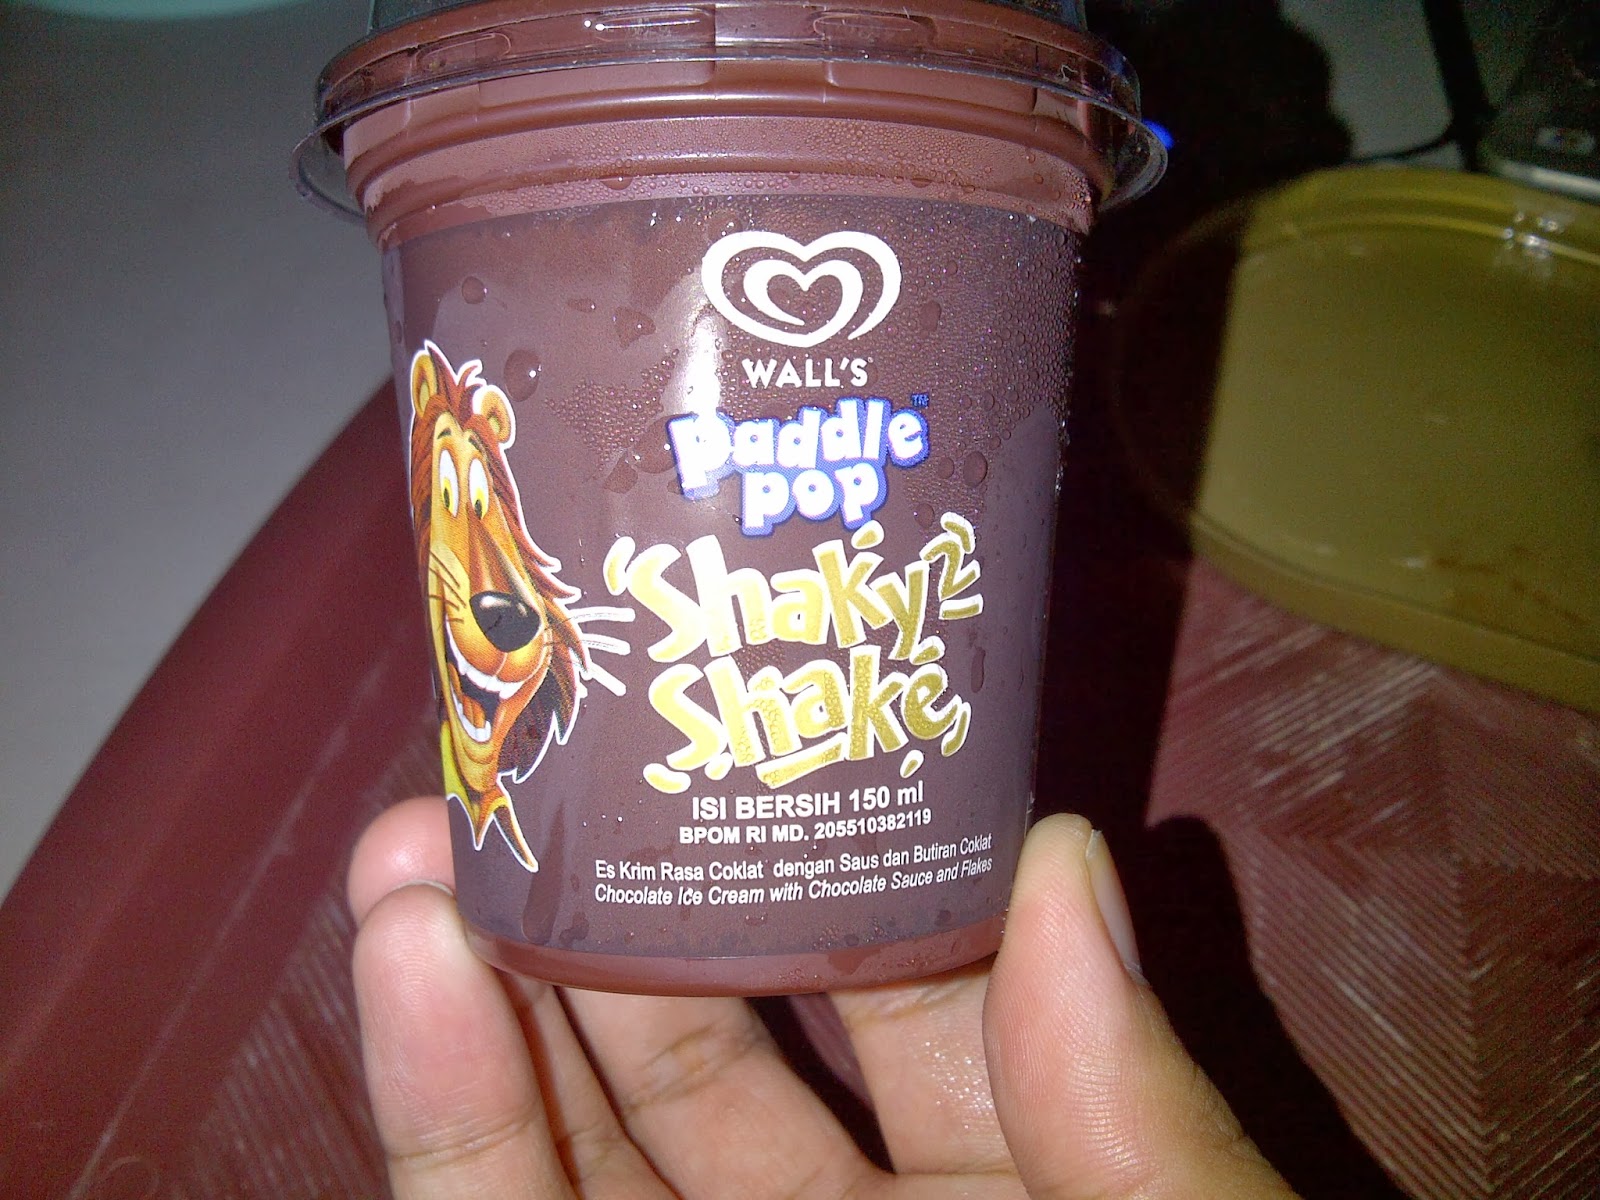 WALL'S
Paddle
pop™
Shaky2
Shake
ISI BERSIH 150 ml
BPOM RI MD. 205510382119
Es Krim Rasa Coklat dengan Saus dan Butiran Coklat
Chocolate Ice Cream with Chocolate Sauce and Flakes